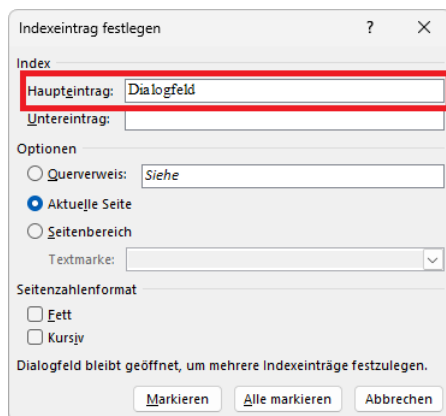 Indexeintrag festlegen ?
Index
Haupteintrag: Dialogfeld
Untereintrag:
Optionen
Querverweis: Siehe
Aktuelle Seite
Seitenbereich
Textmarke:
Seitenzahlenformat
Fett
Kursiv
Dialogfeld bleibt geöffnet, um mehrere Indexeinträge festzulegen.
Markieren Alle markieren Abbrechen